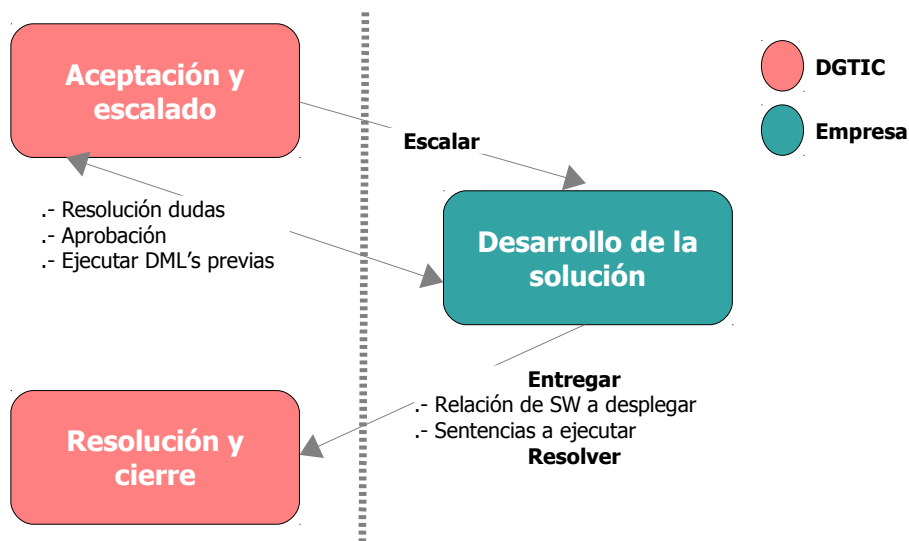 Aceptación y
escalado
DGTIC
Empresa
Escalar
.- Resolución dudas
.- Aprobación
.- Ejecutar DML's previas
Desarrollo de la
solución
Entregar
.- Relación de SW a desplegar
.- Sentencias a ejecutar
Resolver
Resolución y
cierre